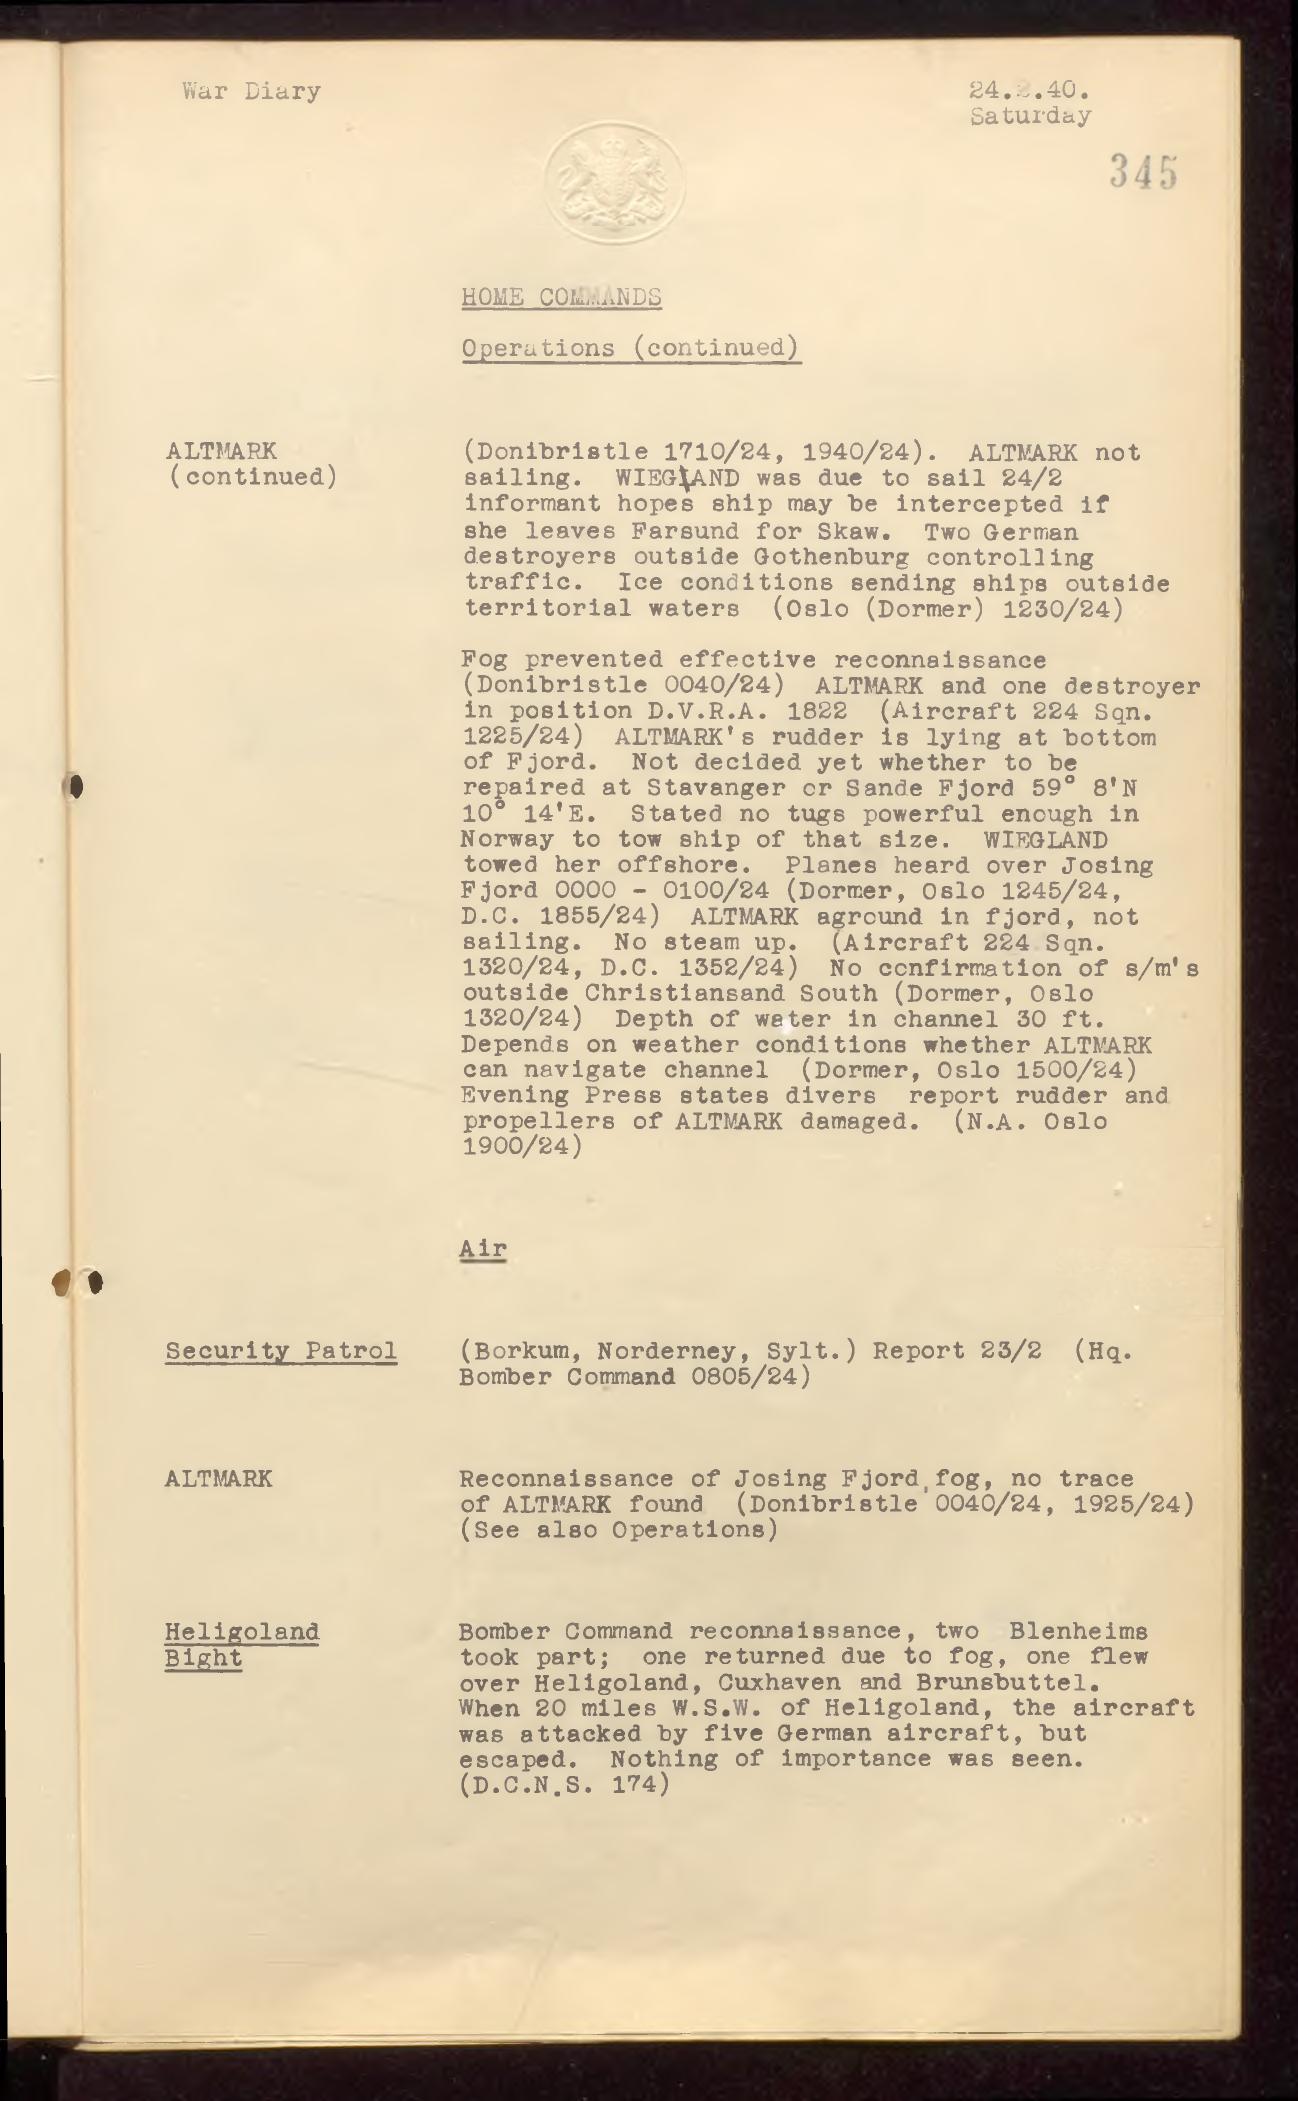 War Diary
24.2.40.
Saturday
345
HOME COMMANDS
Operations (continued)
ALTMARK
(continued)
(Donibristle 1710/24, 1940/24). ALTMARK not
sailing. WIEGLAND was due to sail 24/2
informant hopes ship may be intercepted if
she leaves Farsund for Skaw. Two German
destroyers outside Gothenburg controlling
traffic. Ice conditions sending ships outside
territorial waters (Oslo (Dormer) 1230/24)
Fog prevented effective reconnaissance
(Donibristle 0040/24) ALTMARK and one destroyer
in position D.V.R.A. 1822 (Aircraft 224 Sqn.
1225/24) ALTMARK's rudder is lying at bottom
of Fjord. Not decided yet whether to be
repaired at Stavanger or Sande Fjord 59° 8'N
10° 14'E. Stated no tugs powerful enough in
Norway to tow ship of that size. WIEGLAND
towed her offshore. Planes heard over Josing
Fjord 0000 - 0100/24 (Dormer, Oslo 1245/24,
D.C. 1855/24) ALTMARK aground in fjord, not
sailing. No steam up. (Aircraft 224 Sqn.
1320/24, D.C. 1352/24) No confirmation of s/m's
outside Christiansand South (Dormer, Oslo
1320/24) Depth of water in channel 30 ft.
Depends on weather conditions whether ALTMARK
can navigate channel (Dormer, Oslo 1500/24)
Evening Press states divers report rudder and
propellers of ALTMARK damaged. (N.A. Oslo
1900/24)
Air
Security Patrol
(Borkum, Norderney, Sylt.) Report 23/2 (Hq.
Bomber Command 0805/24)
ALTMARK
Reconnaissance of Josing Fjord, fog, no trace
of ALTMARK found (Donibristle 0040/24, 1925/24)
(See also Operations)
Heligoland
Bight
Bomber Command reconnaissance, two Blenheims
took part; one returned due to fog, one flew
over Heligoland, Cuxhaven and Brunsbuttel.
When 20 miles W.S.W. of Heligoland, the aircraft
was attacked by five German aircraft, but
escaped. Nothing of importance was seen.
(D.C.N.S. 174)